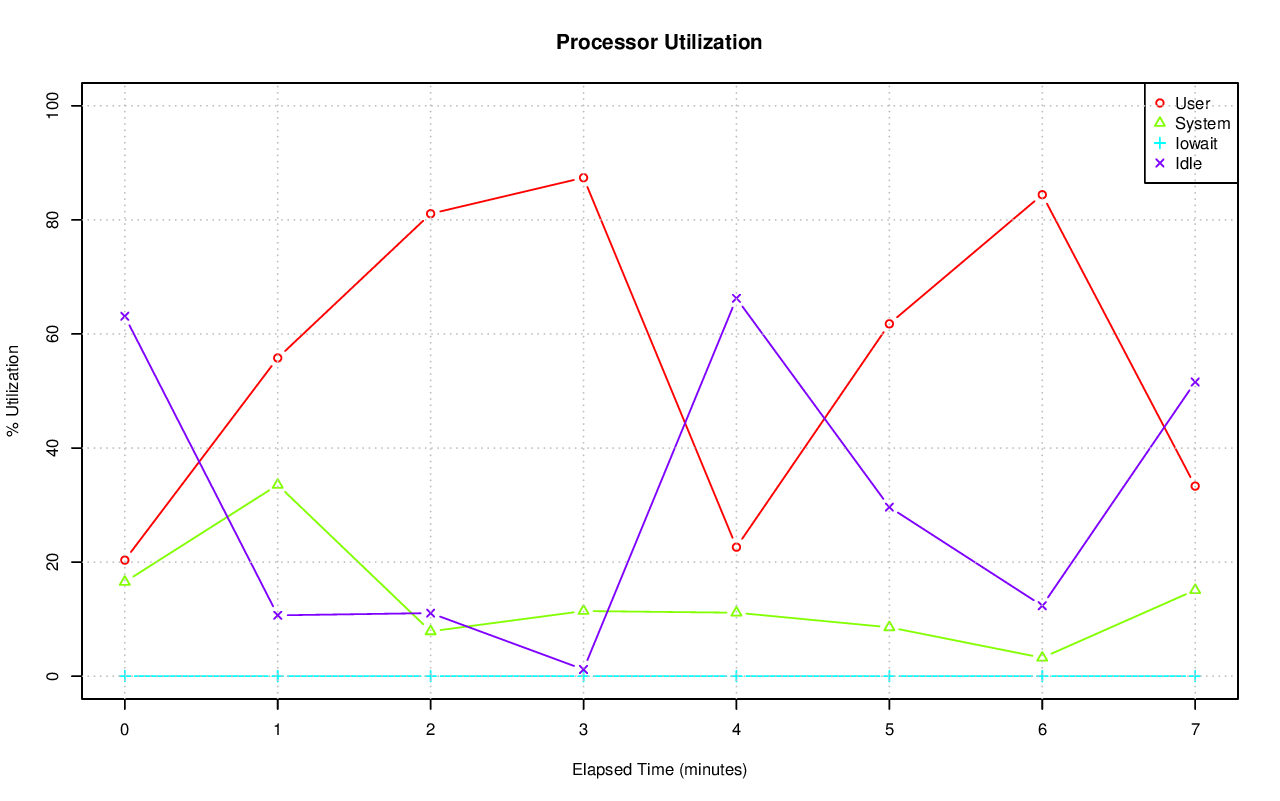 Processor Utilization
User
System
Iowait
Idle
% Utilization
100
80
60
40
20
0
0 1 2 3 4 5 6 7
Elapsed Time (minutes)